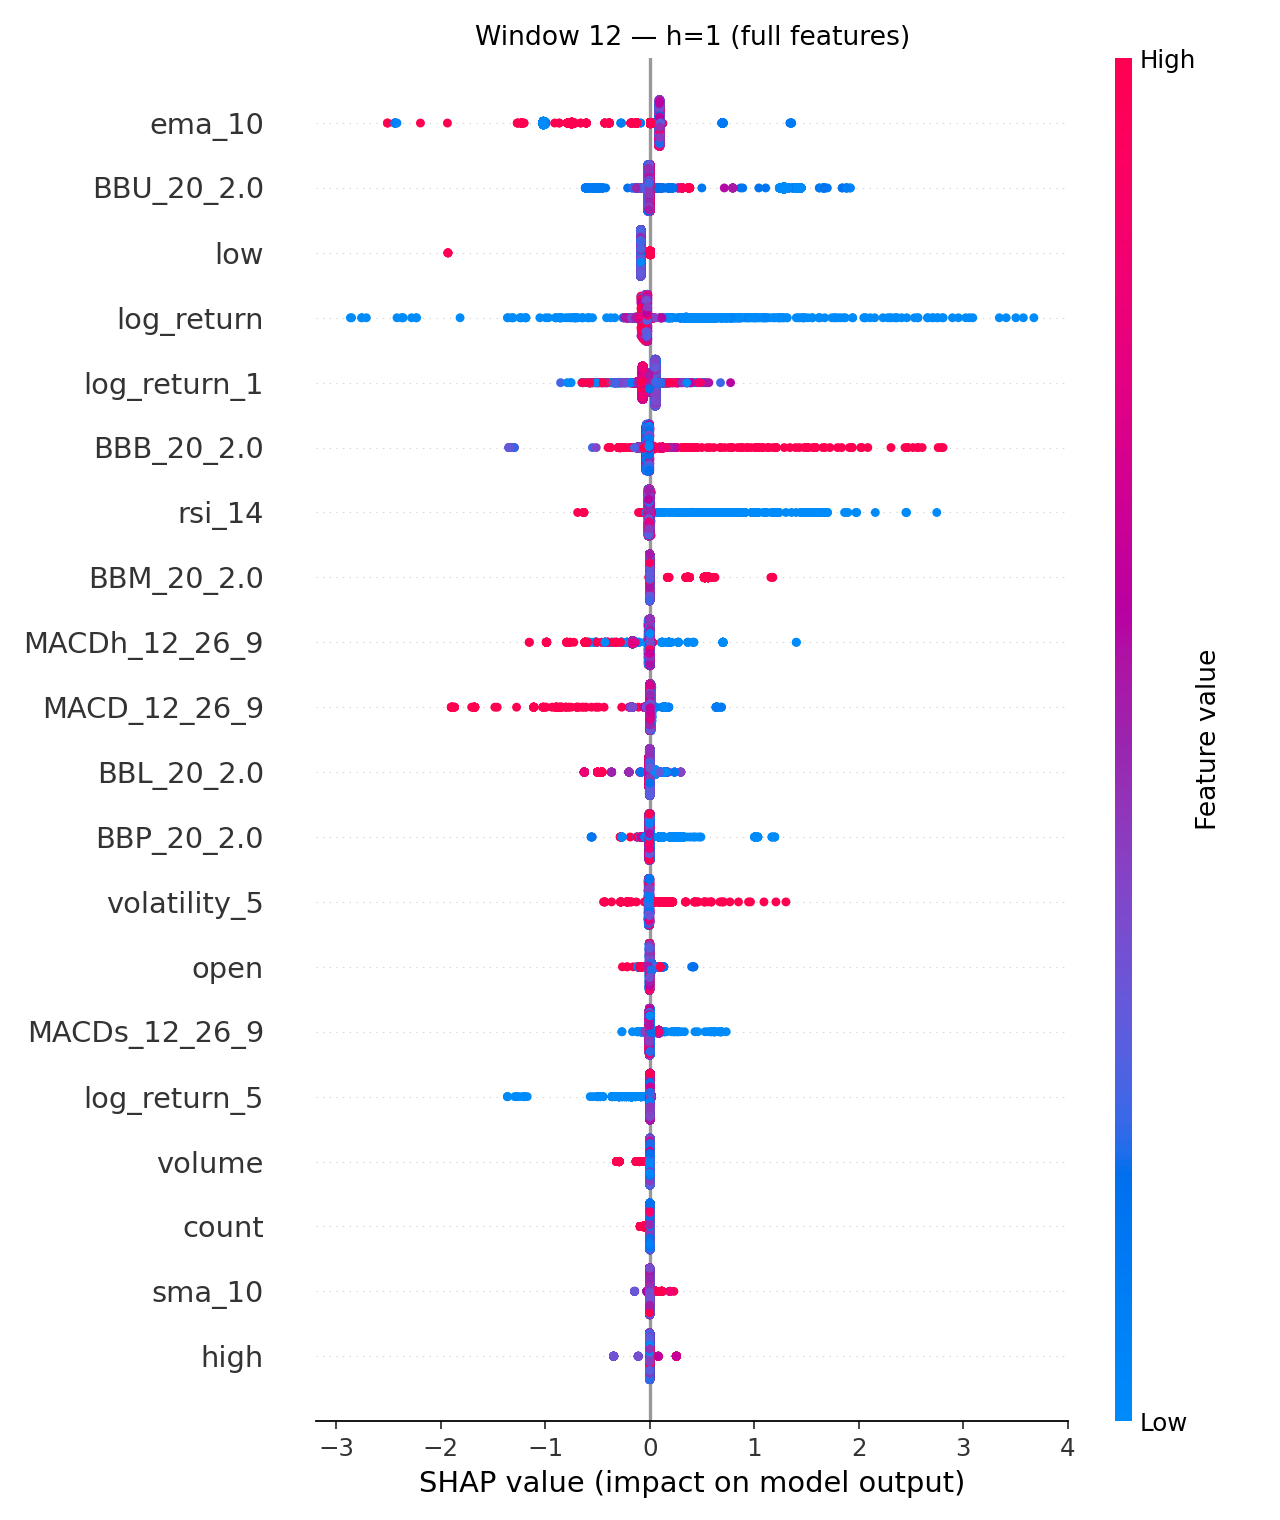 Window 12 — h=1 (full features)
High
ema_10
BBU_20_2.0
low
log_return
log_return_1
BBB_20_2.0
rsi_14
BBM_20_2.0
MACDh_12_26_9
MACD_12_26_9
BBL_20_2.0
BBP_20_2.0
volatility_5
open
MACDs_12_26_9
log_return_5
volume
count
sma_10
high
Feature value
Low
−3 −2 −1 0 1 2 3 4
SHAP value (impact on model output)